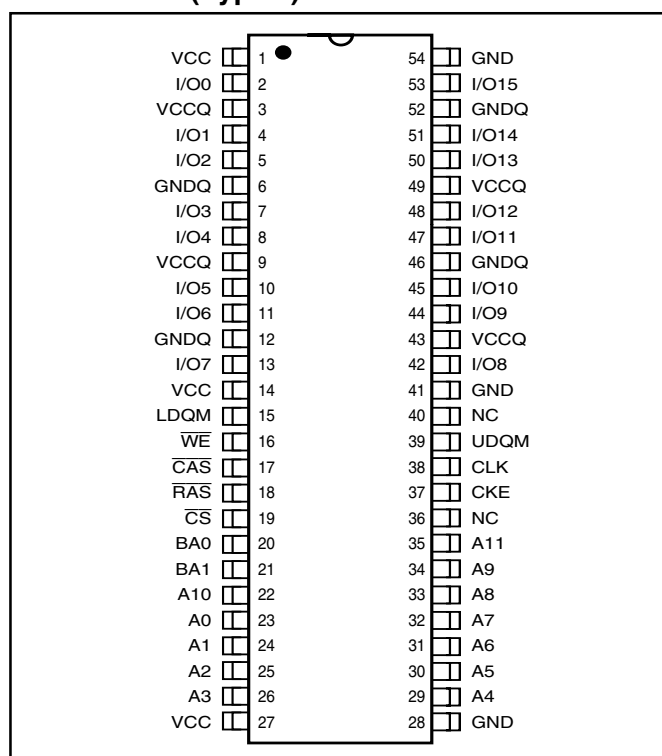 VCC 1 54 GND
I/O0 2 53 I/O15
VCCQ 3 52 GNDQ
I/O1 4 51 I/O14
I/O2 5 50 I/O13
GNDQ 6 49 VCCQ
I/O3 7 48 I/O12
I/O4 8 47 I/O11
VCCQ 9 46 GNDQ
I/O5 10 45 I/O10
I/O6 11 44 I/O9
GNDQ 12 43 VCCQ
I/O7 13 42 I/O8
VCC 14 41 GND
LDQM 15 40 NC
W̅E̅ 16 39 UDQM
C̅A̅S̅ 17 38 CLK
R̅A̅S̅ 18 37 CKE
C̅S̅ 19 36 NC
BA0 20 35 A11
BA1 21 34 A9
A10 22 33 A8
A0 23 32 A7
A1 24 31 A6
A2 25 30 A5
A3 26 29 A4
VCC 27 28 GND